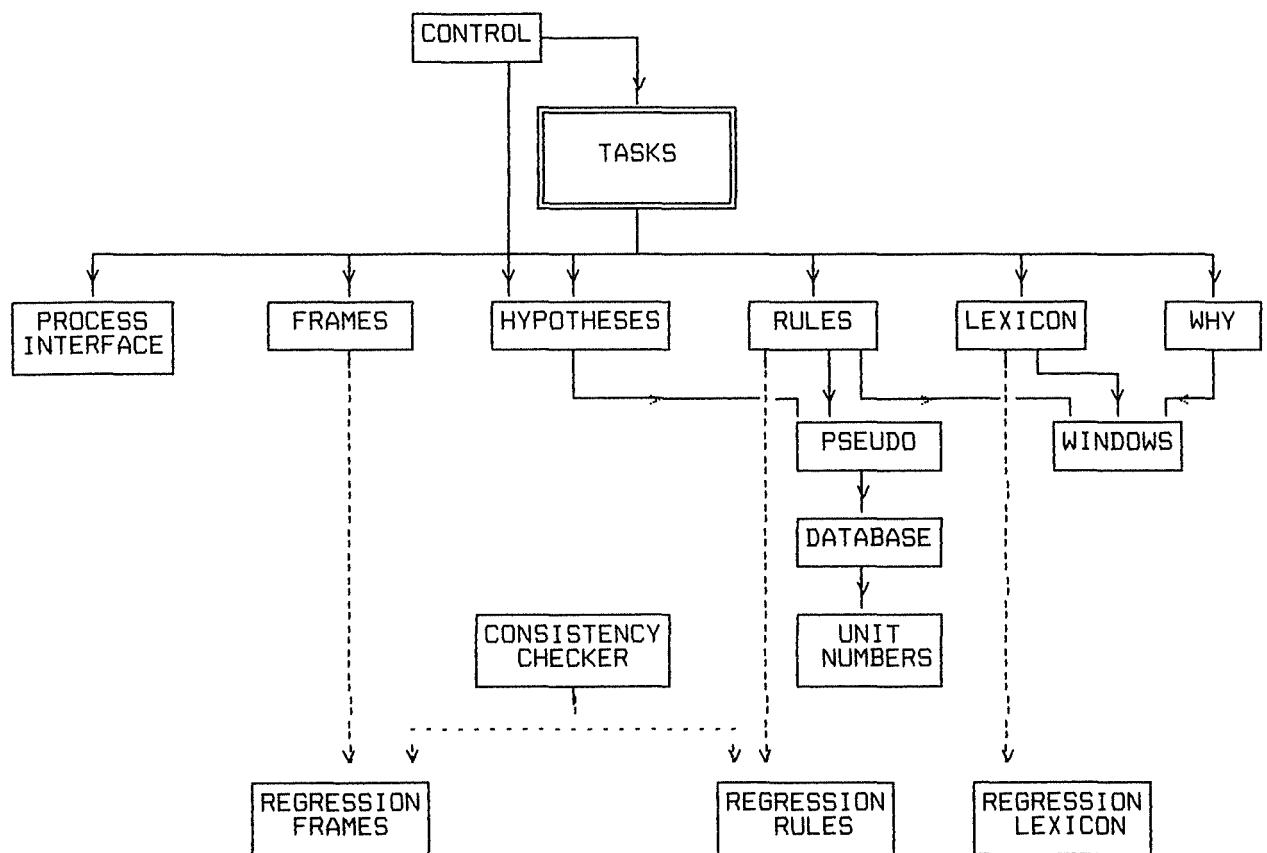 CONTROL
TASKS
PROCESS
INTERFACE
FRAMES
HYPOTHESES
RULES
LEXICON
WHY
PSEUDO
WINDOWS
DATABASE
CONSISTENCY
CHECKER
UNIT
NUMBERS
REGRESSION
FRAMES
REGRESSION
RULES
REGRESSION
LEXICON